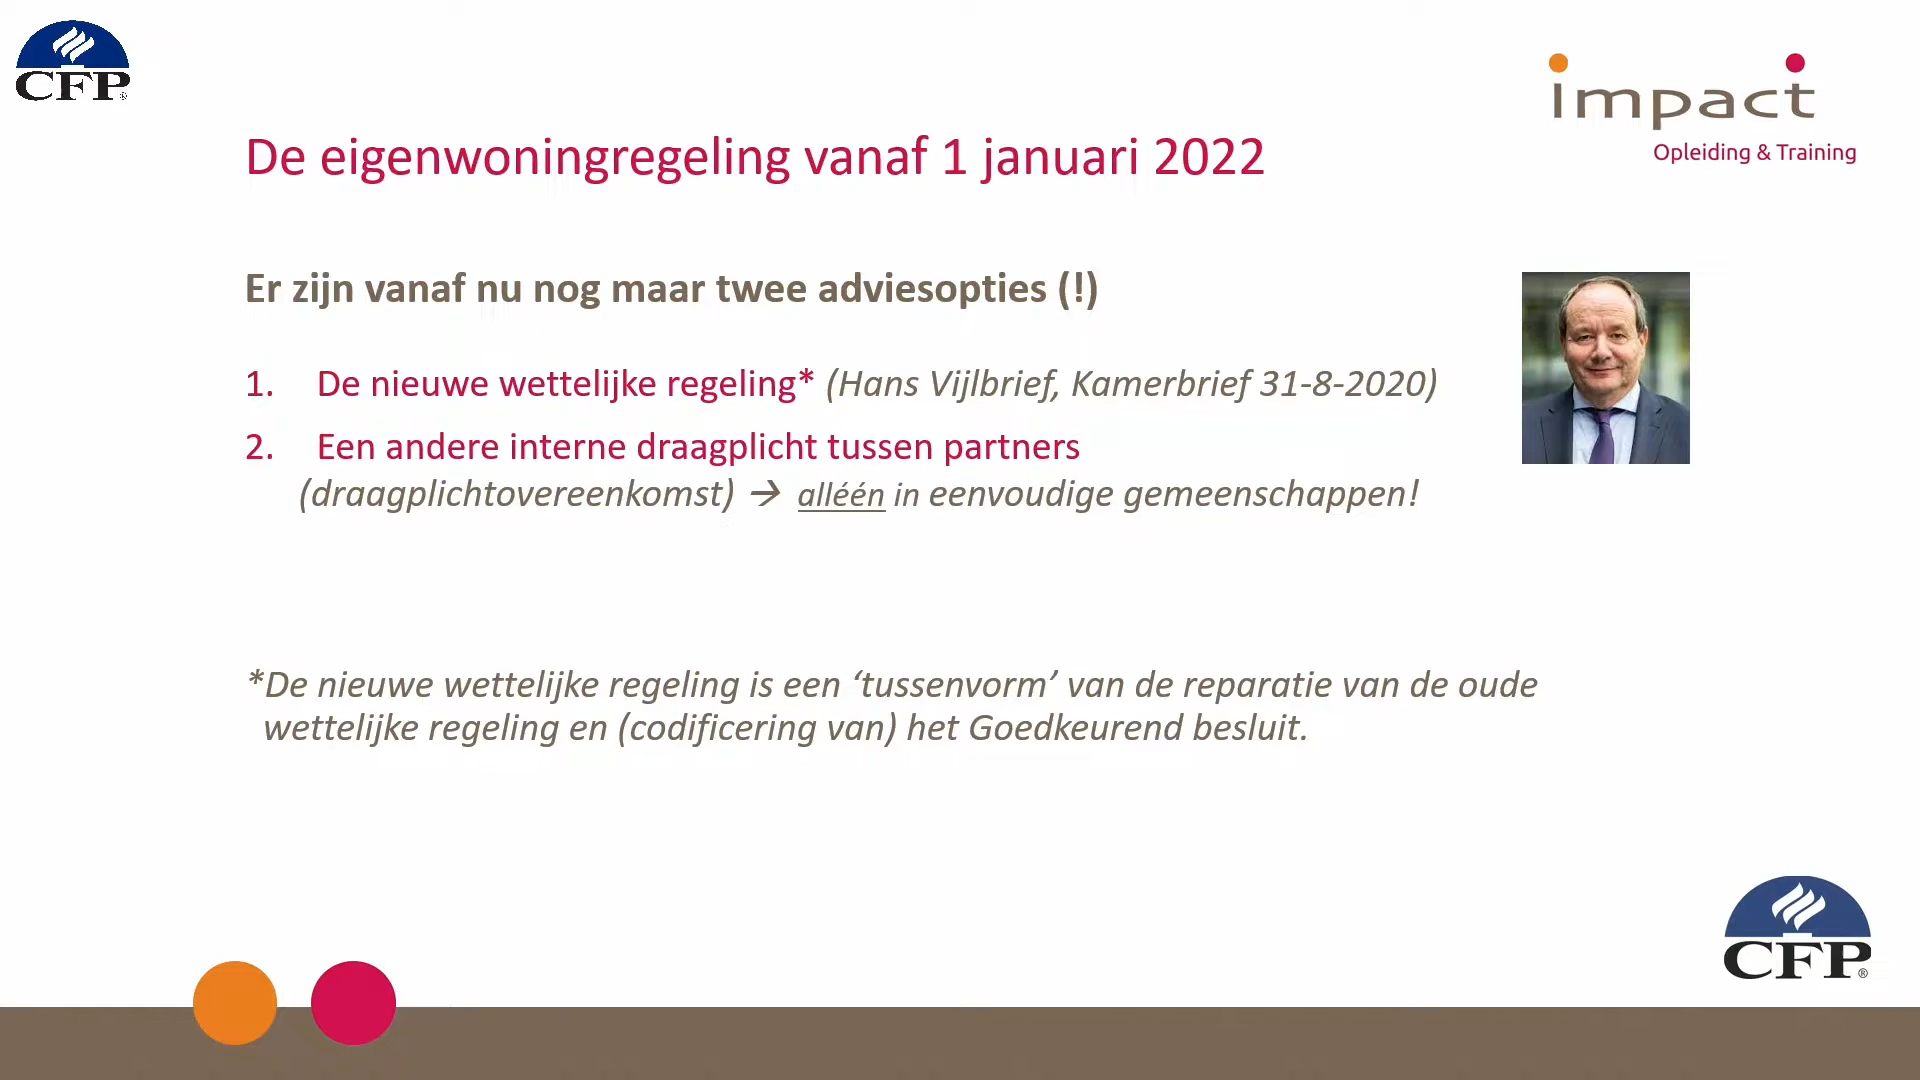 CFP®
impact
Opleiding & Training
De eigenwoningregeling vanaf 1 januari 2022
Er zijn vanaf nu nog maar twee adviesopties (!)
1. De nieuwe wettelijke regeling* (Hans Vijlbrief, Kamerbrief 31-8-2020)
2. Een andere interne draagplicht tussen partners
(draagplichtovereenkomst) → alléén in eenvoudige gemeenschappen!
*De nieuwe wettelijke regeling is een ‘tussenvorm’ van de reparatie van de oude
wettelijke regeling en (codificering van) het Goedkeurend besluit.
CFP®